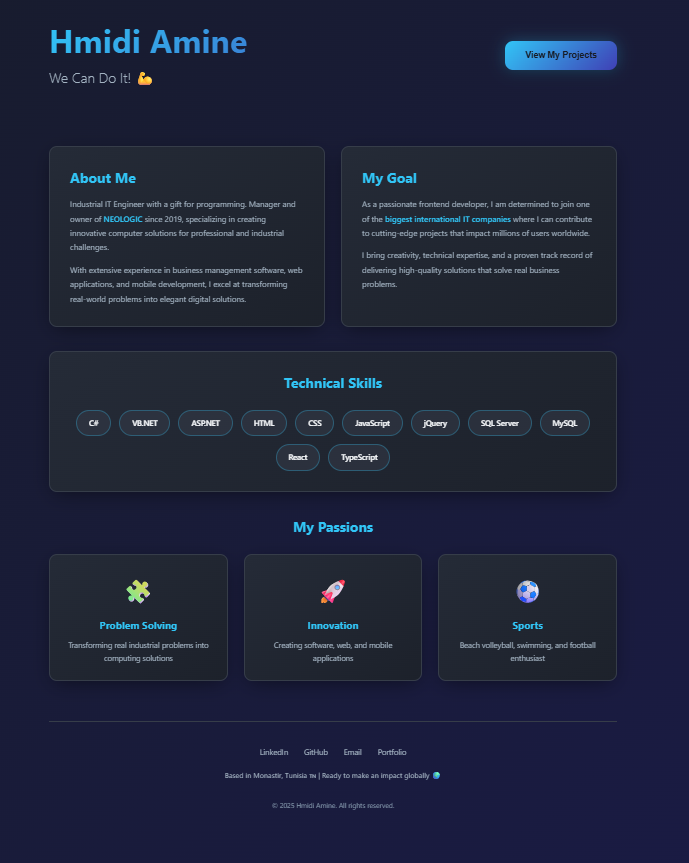 Hmidi Amine
We Can Do It! 💪
View My Projects
About Me
Industrial IT Engineer with a gift for programming. Manager and
owner of NEOLOGIC since 2019, specializing in creating
innovative computer solutions for professional and industrial
challenges.
With extensive experience in business management software, web
applications, and mobile development, I excel at transforming
real-world problems into elegant digital solutions.
My Goal
As a passionate frontend developer, I am determined to join one
of the biggest international IT companies where I can contribute
to cutting-edge projects that impact millions of users worldwide.
I bring creativity, technical expertise, and a proven track record of
delivering high-quality solutions that solve real business
problems.
Technical Skills
C#
VB.NET
ASP.NET
HTML
CSS
JavaScript
jQuery
SQL Server
MySQL
React
TypeScript
My Passions
Problem Solving
Transforming real industrial problems into
computing solutions
Innovation
Creating software, web, and mobile
applications
Sports
Beach volleyball, swimming, and football
enthusiast
LinkedIn GitHub Email Portfolio
Based in Monastir, Tunisia 🇹🇳 | Ready to make an impact globally 🌍
© 2025 Hmidi Amine. All rights reserved.